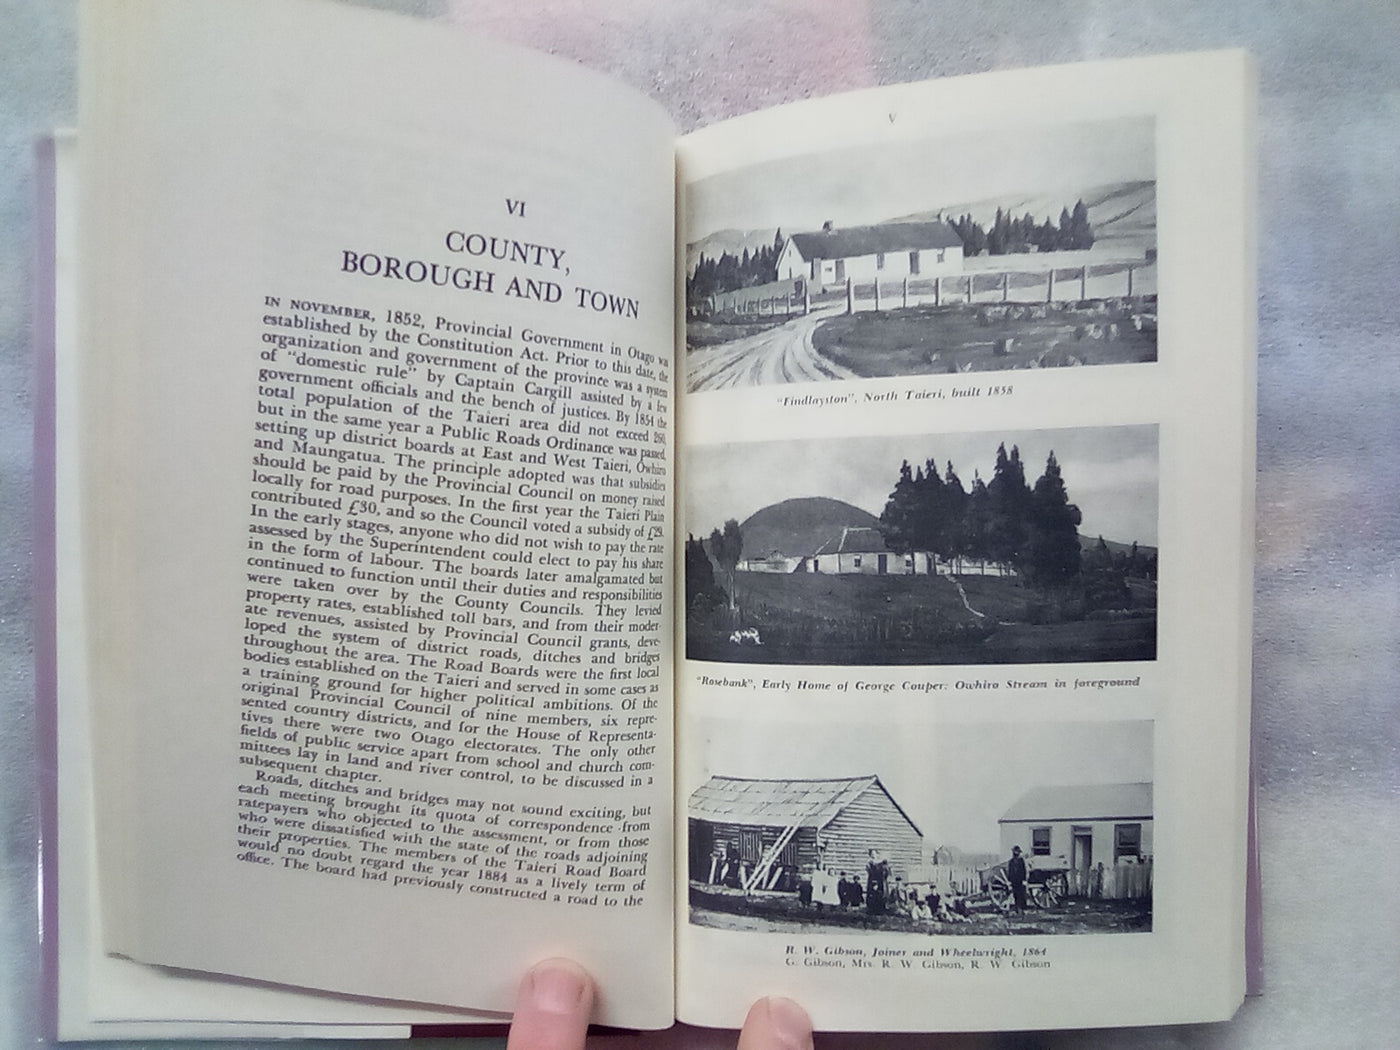 VI
COUNTY,
BOROUGH AND TOWN
IN NOVEMBER, 1852, Provincial Government in Otago was
established by the Constitution Act. Prior to this date, the
organization and government of the province was a system
of "domestic rule" by Captain Cargill assisted by a few
government officials and the bench of justices. By 1854 the
total population of the Taieri area did not exceed 260,
but in the same year a Public Roads Ordinance was passed,
setting up district boards at East and West Taieri, Owhiro
and Maungatua. The principle adopted was that subsidies
should be paid by the Provincial Council on money raised
locally for road purposes. In the first year the Taieri Plain
contributed £30, and so the Council voted a subsidy of £29.
In the early stages, anyone who did not wish to pay the rate
assessed by the Superintendent could elect to pay his share
in the form of labour. The boards later amalgamated but
continued to function until their duties and responsibilities
were taken over by the County Councils. They levied
property rates, established toll bars, and from their moder-
ate revenues, assisted by Provincial Council grants, deve-
loped the system of district roads, ditches and bridges
throughout the area. The Road Boards were the first local
bodies established on the Taieri and served in some cases as
a training ground for higher political ambitions. Of the
original Provincial Council of nine members, six repre-
sented country districts, and for the House of Representa-
tives there were two Otago electorates. The only other
fields of public service apart from school and church com-
mittees lay in land and river control, to be discussed in a
subsequent chapter.
Roads, ditches and bridges may not sound exciting, but
each meeting brought its quota of correspondence from
ratepayers who objected to the assessment, or from those
who were dissatisfied with the state of the roads adjoining
their properties. The members of the Taieri Road Board
would no doubt regard the year 1884 as a lively term of
office. The board had previously constructed a road to the
V
"Findlayston", North Taieri, built 1858
"Rosebank", Early Home of George Couper: Owhiro Stream in foreground
R. W. Gibson, Joiner and Wheelwright, 1864
G. Gibson, Mrs. R. W. Gibson, R. W. Gibson